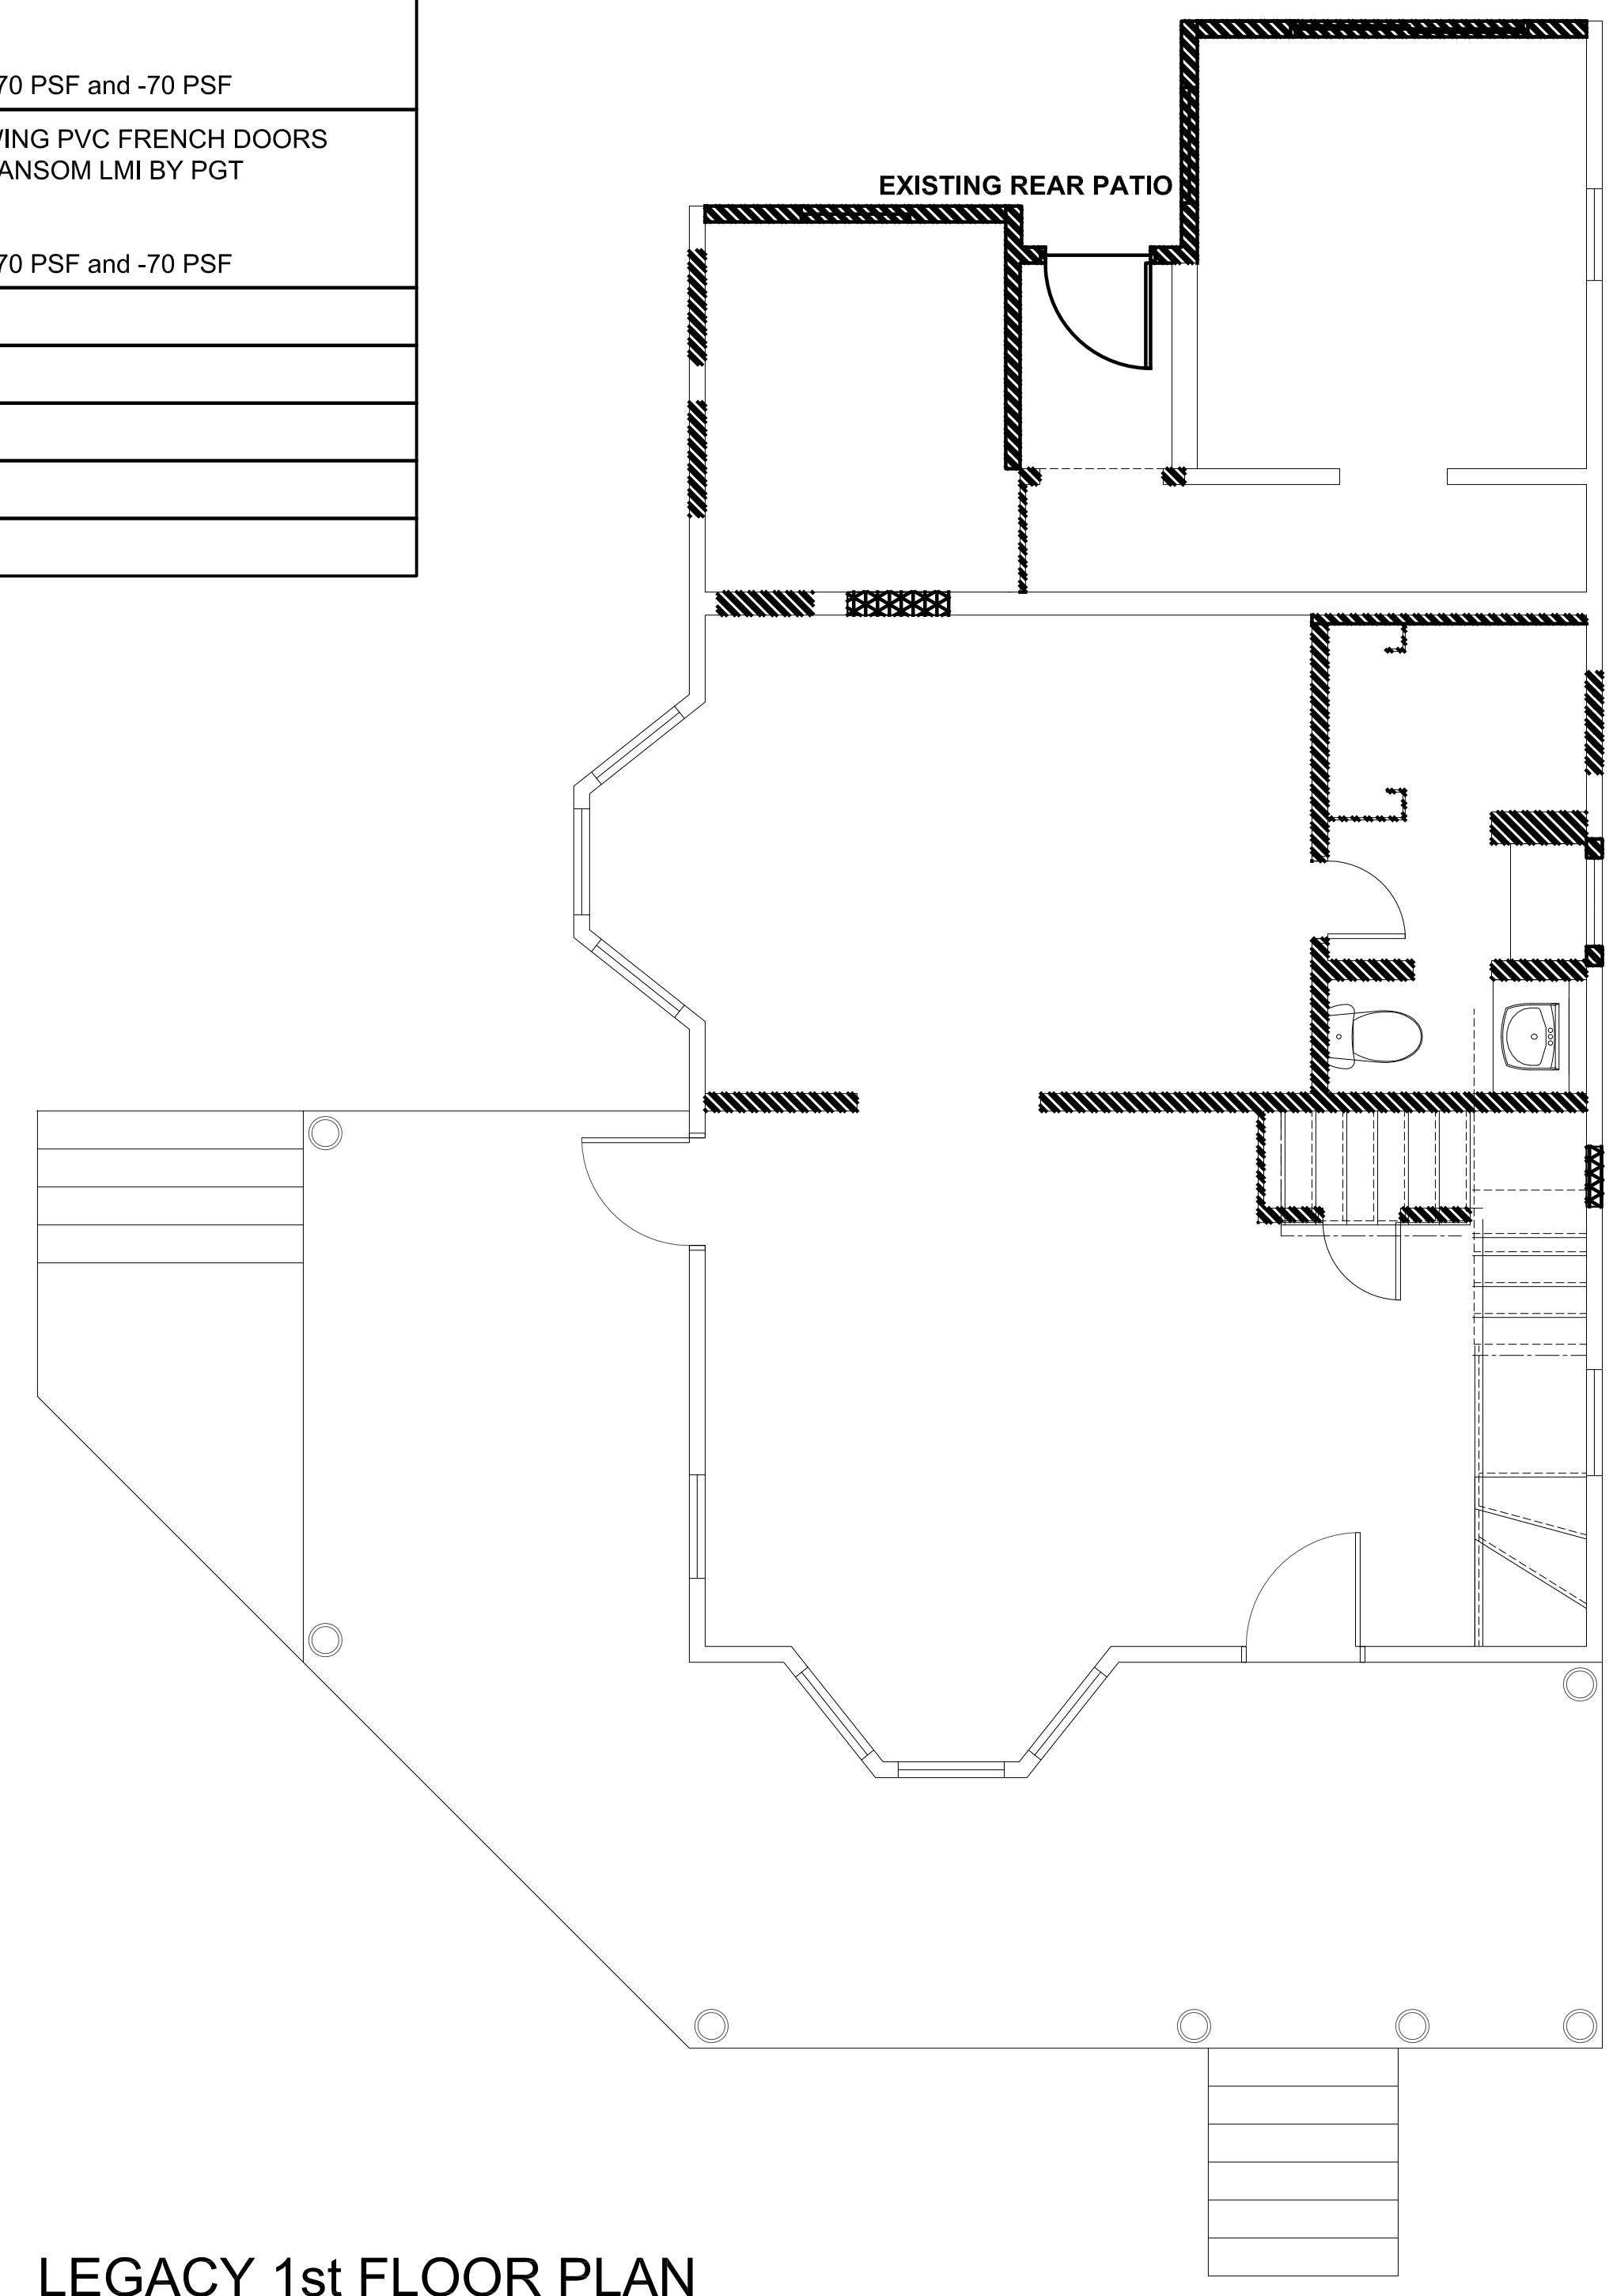 70 PSF and -70 PSF
WING PVC FRENCH DOORS
ANSOM LMI BY PGT
70 PSF and -70 PSF
EXISTING REAR PATIO
LEGACY 1st FLOOR PLAN